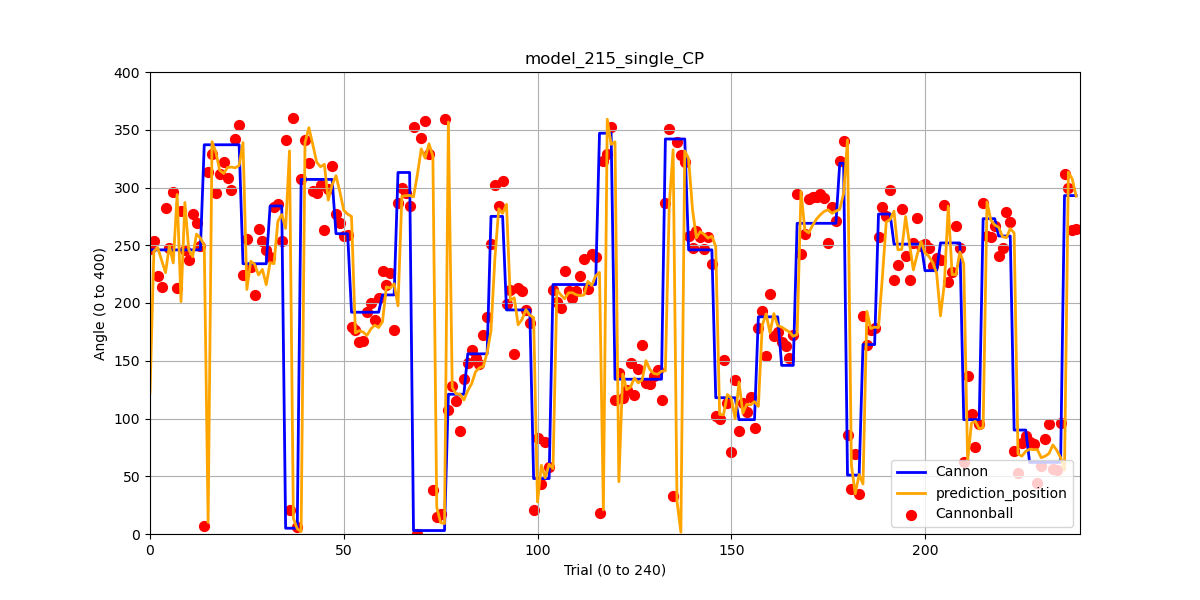 model_215_single_CP
400
350
300
250
200
150
100
50
0
Angle (0 to 400)
0 50 100 150 200
Trial (0 to 240)
Cannon
prediction_position
Cannonball